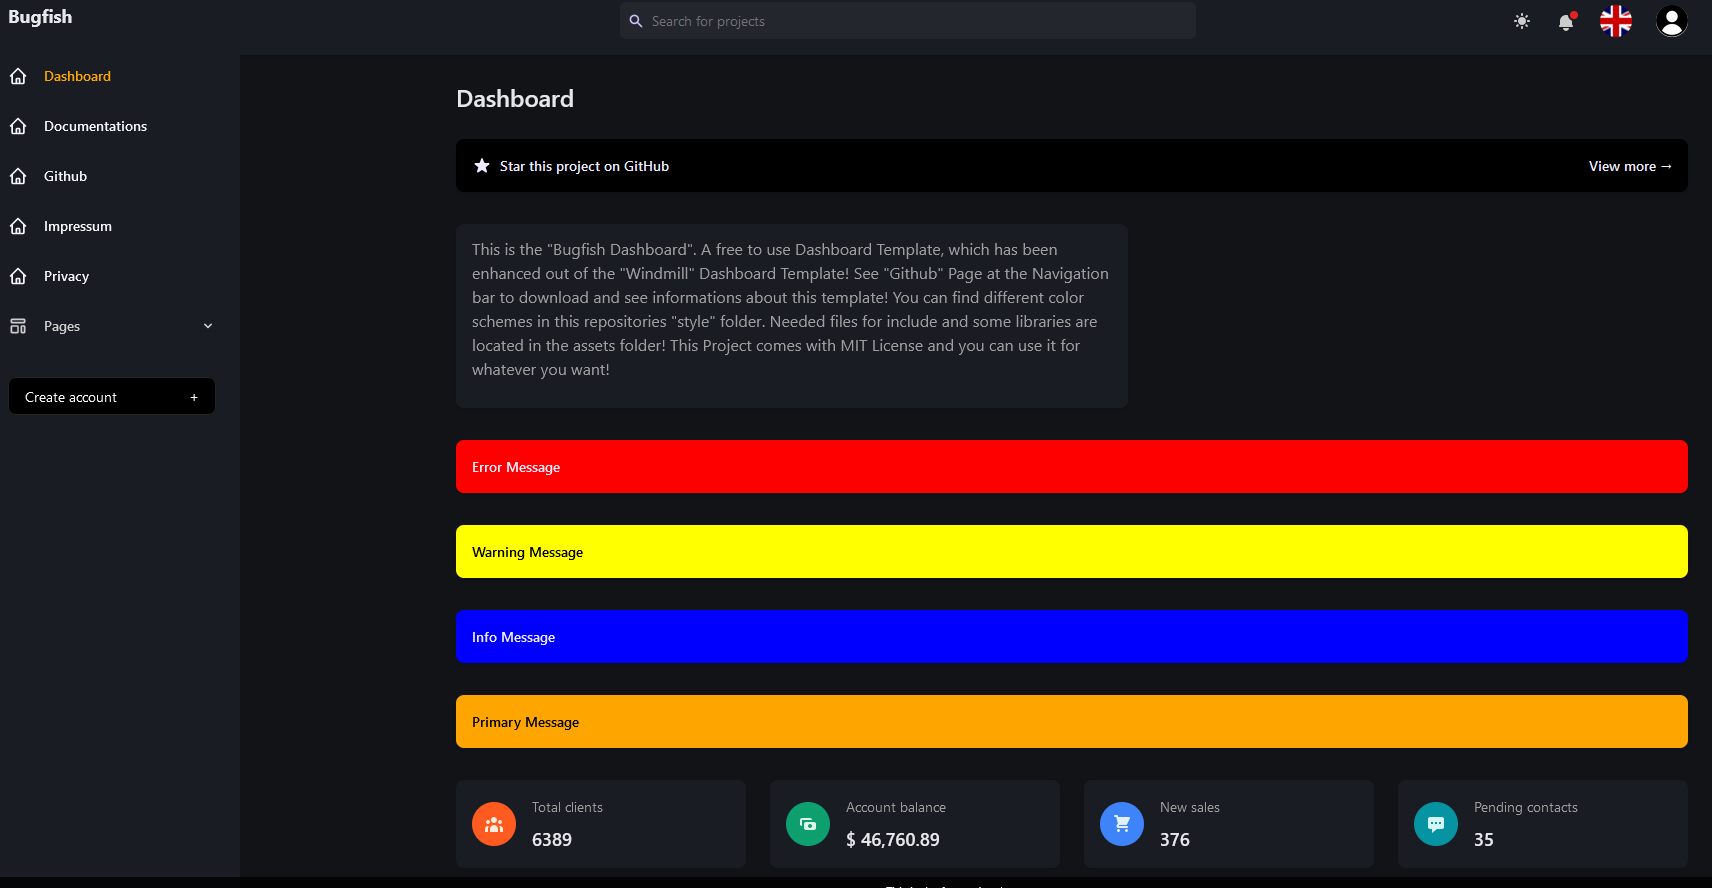 Bugfish
Search for projects
Dashboard
Documentations
Github
Impressum
Privacy
Pages
Create account +
Dashboard
Star this project on GitHub
View more →
This is the "Bugfish Dashboard". A free to use Dashboard Template, which has been
enhanced out of the "Windmill" Dashboard Template! See "Github" Page at the Navigation
bar to download and see informations about this template! You can find different color
schemes in this repositories "style" folder. Needed files for include and some libraries are
located in the assets folder! This Project comes with MIT License and you can use it for
whatever you want!
Error Message
Warning Message
Info Message
Primary Message
Total clients
6389
Account balance
$ 46,760.89
New sales
376
Pending contacts
35